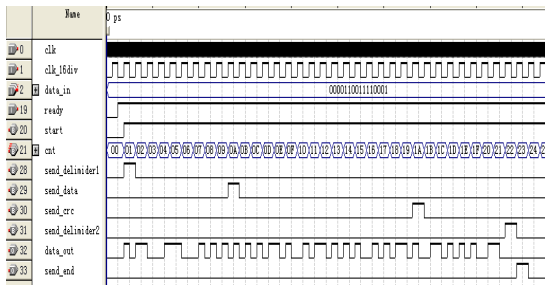 Name
0 ps
0 clk
1 clk_16div
2 data_in 0000110011110001
19 ready
20 start
21 cnt 00 01 02 03 04 05 06 07 08 09 0A 0B 0C 0D 0E 0F 10 11 12 13 14 15 16 17 18 19 1A 1B 1C 1D 1E 1F 20 21 22 23 24
28 send_delimider1
29 send_data
30 send_crc
31 send_delimider2
32 data_out
33 send_end